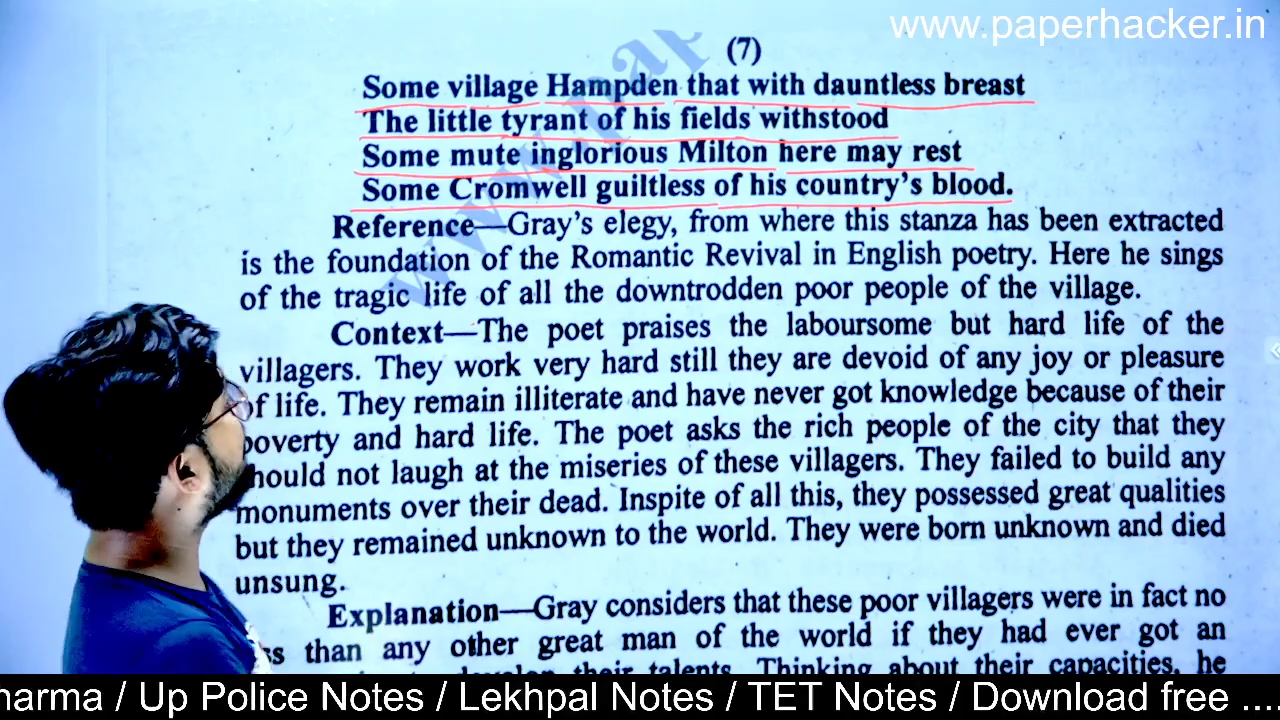 www.paperhacker.in
(7)
Some village Hampden that with dauntless breast
The little tyrant of his fields withstood
Some mute inglorious Milton here may rest
Some Cromwell guiltless of his country's blood.
Reference—Gray's elegy, from where this stanza has been extracted
is the foundation of the Romantic Revival in English poetry. Here he sings
of the tragic life of all the downtrodden poor people of the village.
Context—The poet praises the laboursome but hard life of the
villagers. They work very hard still they are devoid of any joy or pleasure
of life. They remain illiterate and have never got knowledge because of their
poverty and hard life. The poet asks the rich people of the city that they
should not laugh at the miseries of these villagers. They failed to build any
monuments over their dead. Inspite of all this, they possessed great qualities
but they remained unknown to the world. They were born unknown and died
unsung.
Explanation—Gray considers that these poor villagers were in fact no
than any other great man of the world if they had ever got an
develop their talents. Thinking about their capacities, he
harma / Up Police Notes / Lekhpal Notes / TET Notes / Download free ....